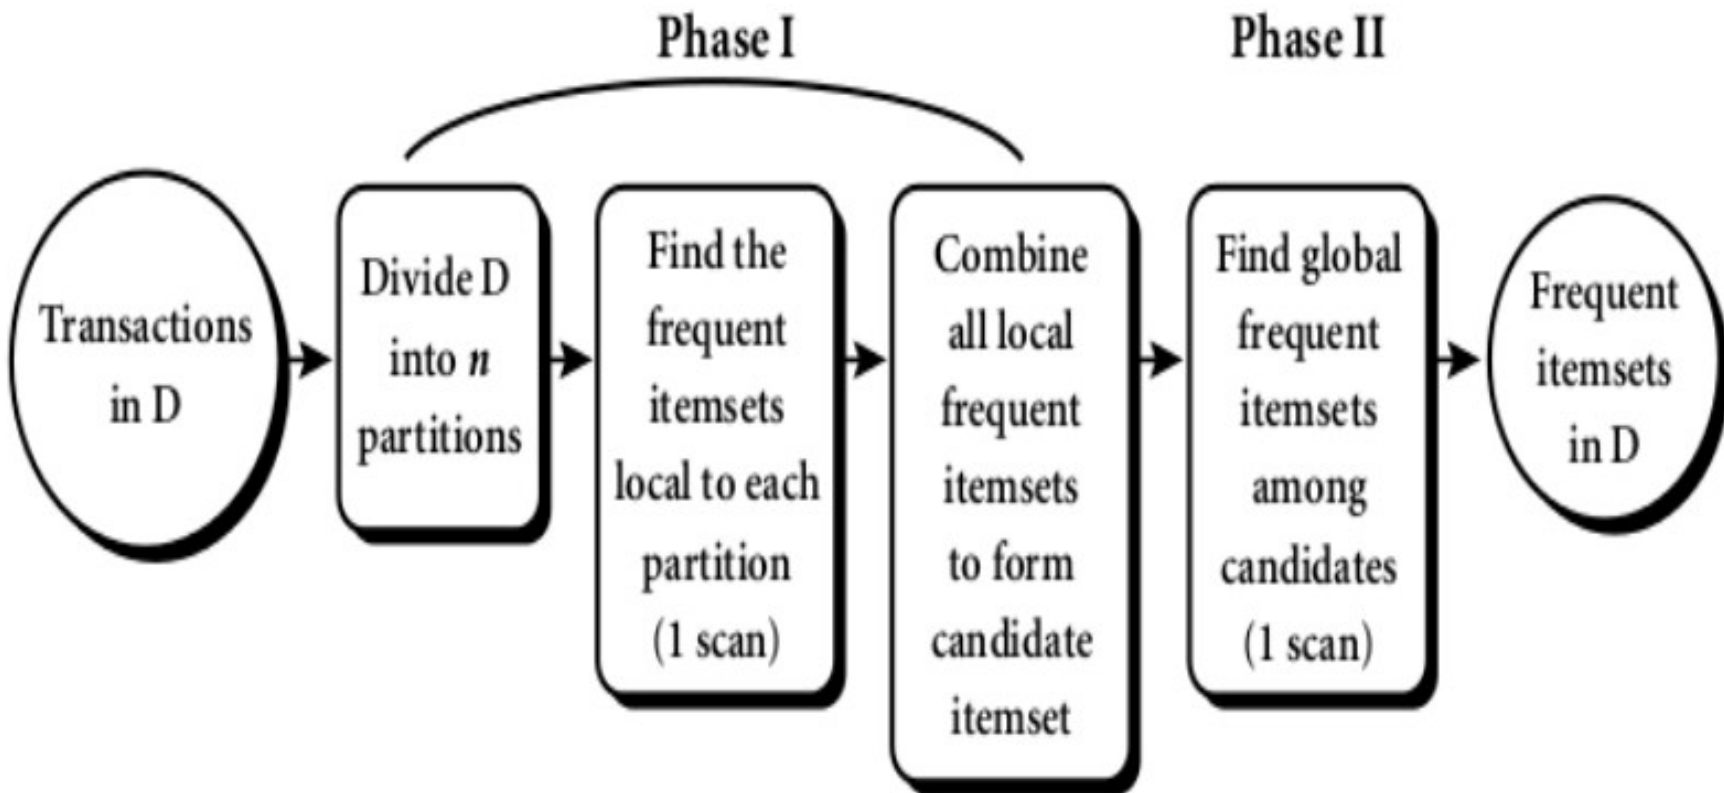 Phase I
Phase II
Transactions
in D
Divide D
into n
partitions
Find the
frequent
itemsets
local to each
partition
(1 scan)
Combine
all local
frequent
itemsets
to form
candidate
itemset
Find global
frequent
itemsets
among
candidates
(1 scan)
Frequent
itemsets
in D